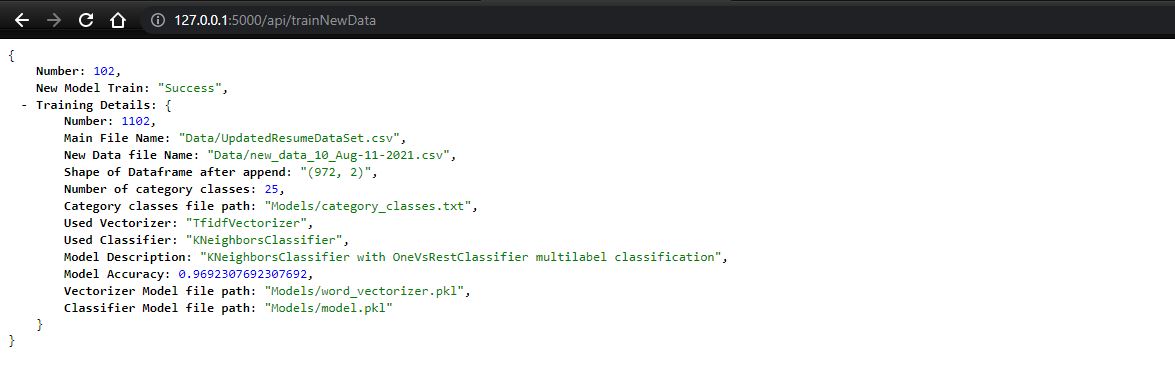 127.0.0.1:5000/api/trainNewData
{
Number: 102,
New Model Train: "Success",
- Training Details: {
Number: 1102,
Main File Name: "Data/UpdatedResumeDataSet.csv",
New Data file Name: "Data/new_data_10_Aug-11-2021.csv",
Shape of Dataframe after append: "(972, 2)",
Number of category classes: 25,
Category classes file path: "Models/category_classes.txt",
Used Vectorizer: "TfidfVectorizer",
Used Classifier: "KNeighborsClassifier",
Model Description: "KNeighborsClassifier with OneVsRestClassifier multilabel classification",
Model Accuracy: 0.9692307692307692,
Vectorizer Model file path: "Models/word_vectorizer.pkl",
Classifier Model file path: "Models/model.pkl"
}
}